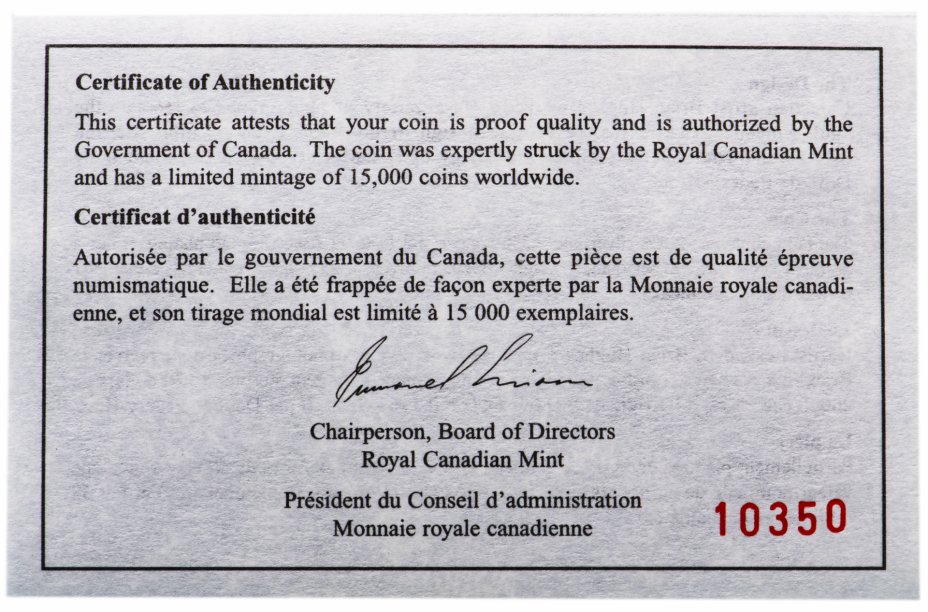 Certificate of Authenticity
This certificate attests that your coin is proof quality and is authorized by the
Government of Canada. The coin was expertly struck by the Royal Canadian Mint
and has a limited mintage of 15,000 coins worldwide.
Certificat d'authenticité
Autorisée par le gouvernement du Canada, cette pièce est de qualité épreuve
numismatique. Elle a été frappée de façon experte par la Monnaie royale canadi-
enne, et son tirage mondial est limité à 15 000 exemplaires.
Chairperson, Board of Directors
Royal Canadian Mint
Président du Conseil d'administration
Monnaie royale canadienne
10350